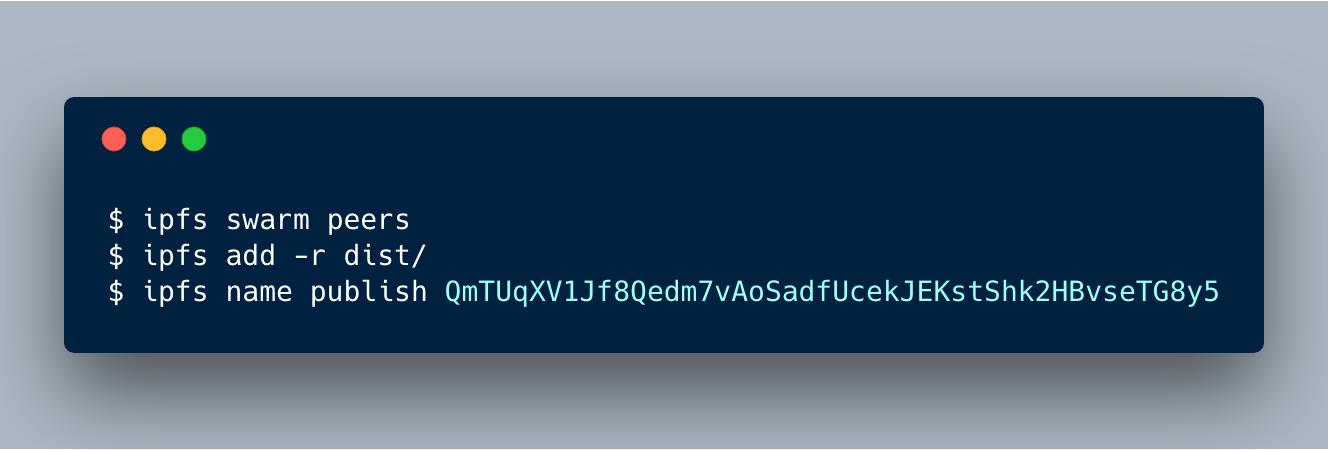 $ ipfs swarm peers
$ ipfs add -r dist/
$ ipfs name publish QmTUqXV1Jf8Qedm7vAoSadfUcekJEKstShk2HBvseTG8y5